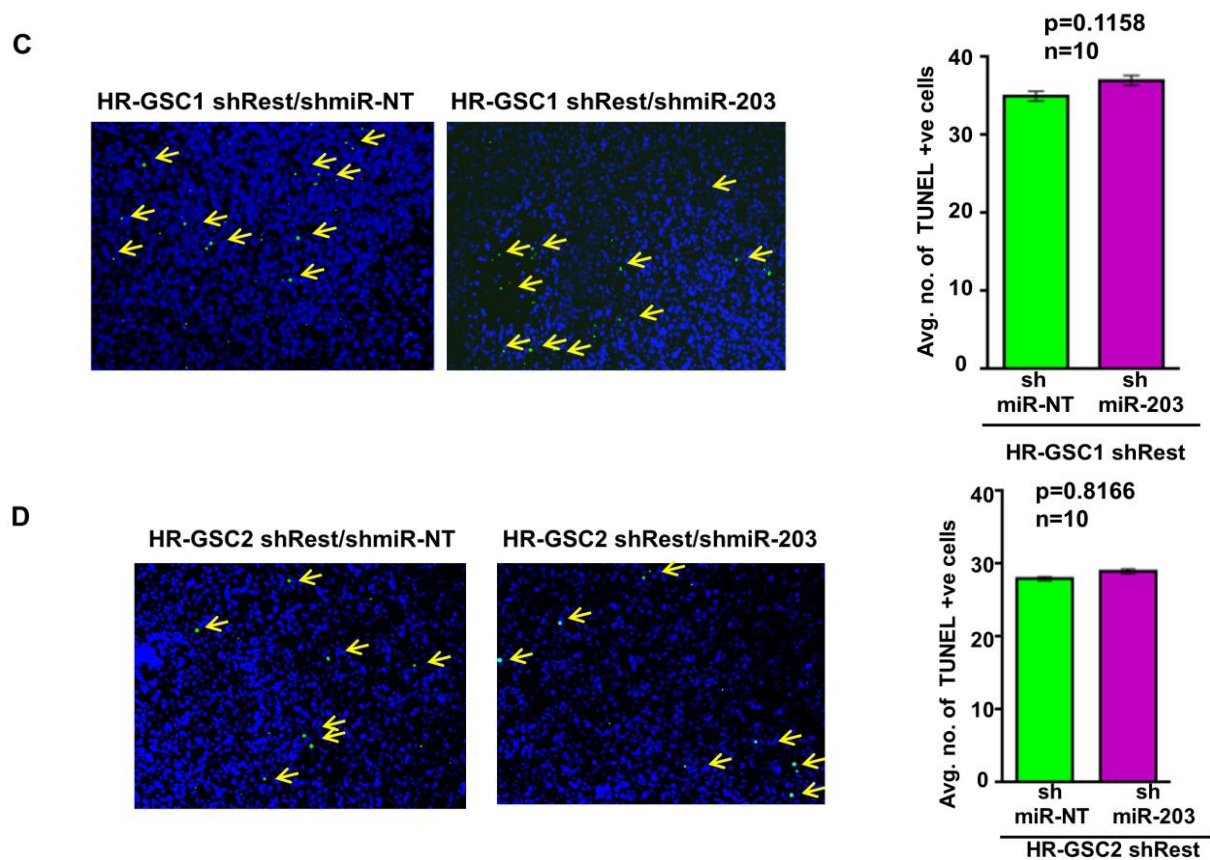 C
HR-GSC1 shRest/shmiR-NT
HR-GSC1 shRest/shmiR-203
p=0.1158
n=10
Avg. no. of TUNEL +ve cells
40
30
20
10
0
sh
miR-NT
sh
miR-203
HR-GSC1 shRest
D
HR-GSC2 shRest/shmiR-NT
HR-GSC2 shRest/shmiR-203
p=0.8166
n=10
Avg. no. of TUNEL +ve cells
40
30
20
10
0
sh
miR-NT
sh
miR-203
HR-GSC2 shRest